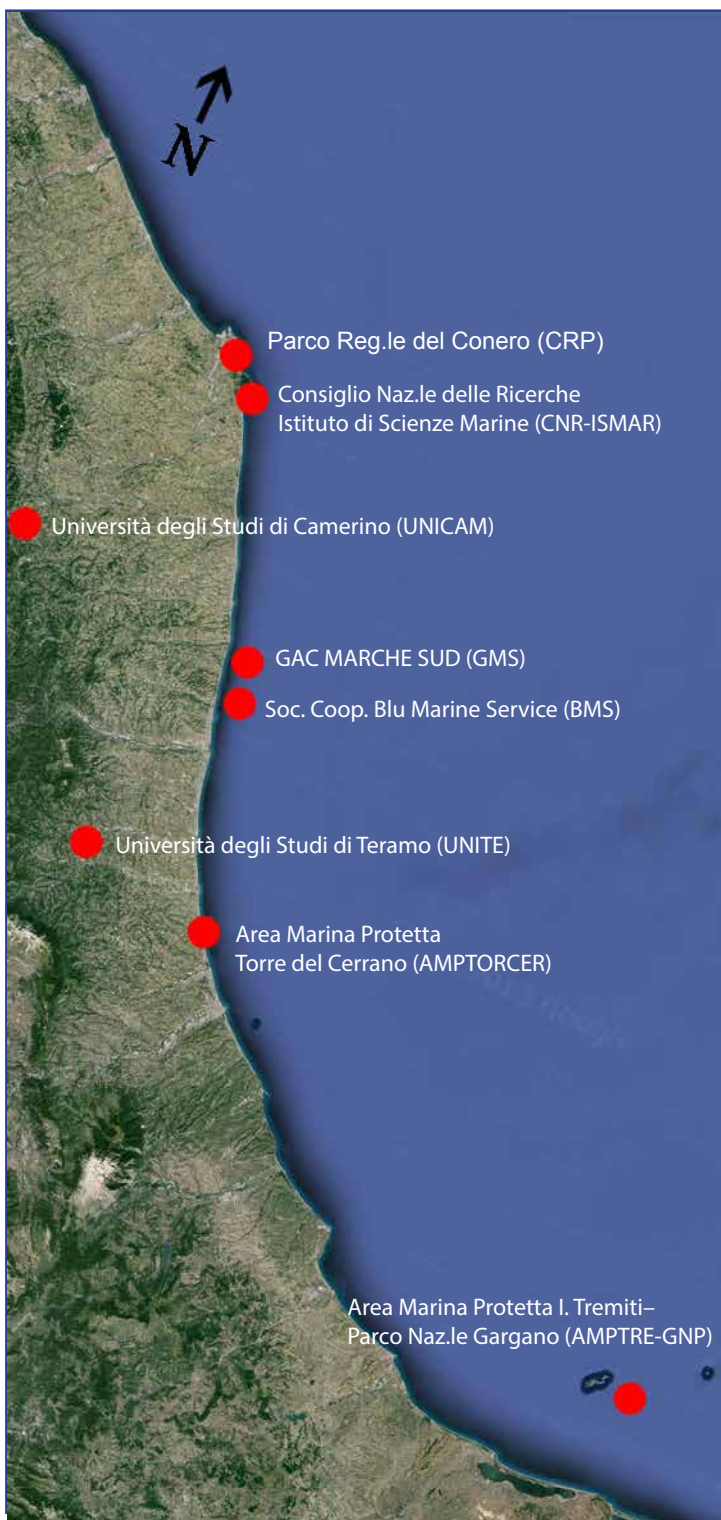 N
Parco Reg.le del Conero (CRP)
Consiglio Naz.le delle Ricerche
Istituto di Scienze Marine (CNR-ISMAR)
Università degli Studi di Camerino (UNICAM)
GAC MARCHE SUD (GMS)
Soc. Coop. Blu Marine Service (BMS)
Università degli Studi di Teramo (UNITE)
Area Marina Protetta
Torre del Cerrano (AMPTORCER)
Area Marina Protetta I. Tremiti–
Parco Naz.le Gargano (AMPTRE-GNP)